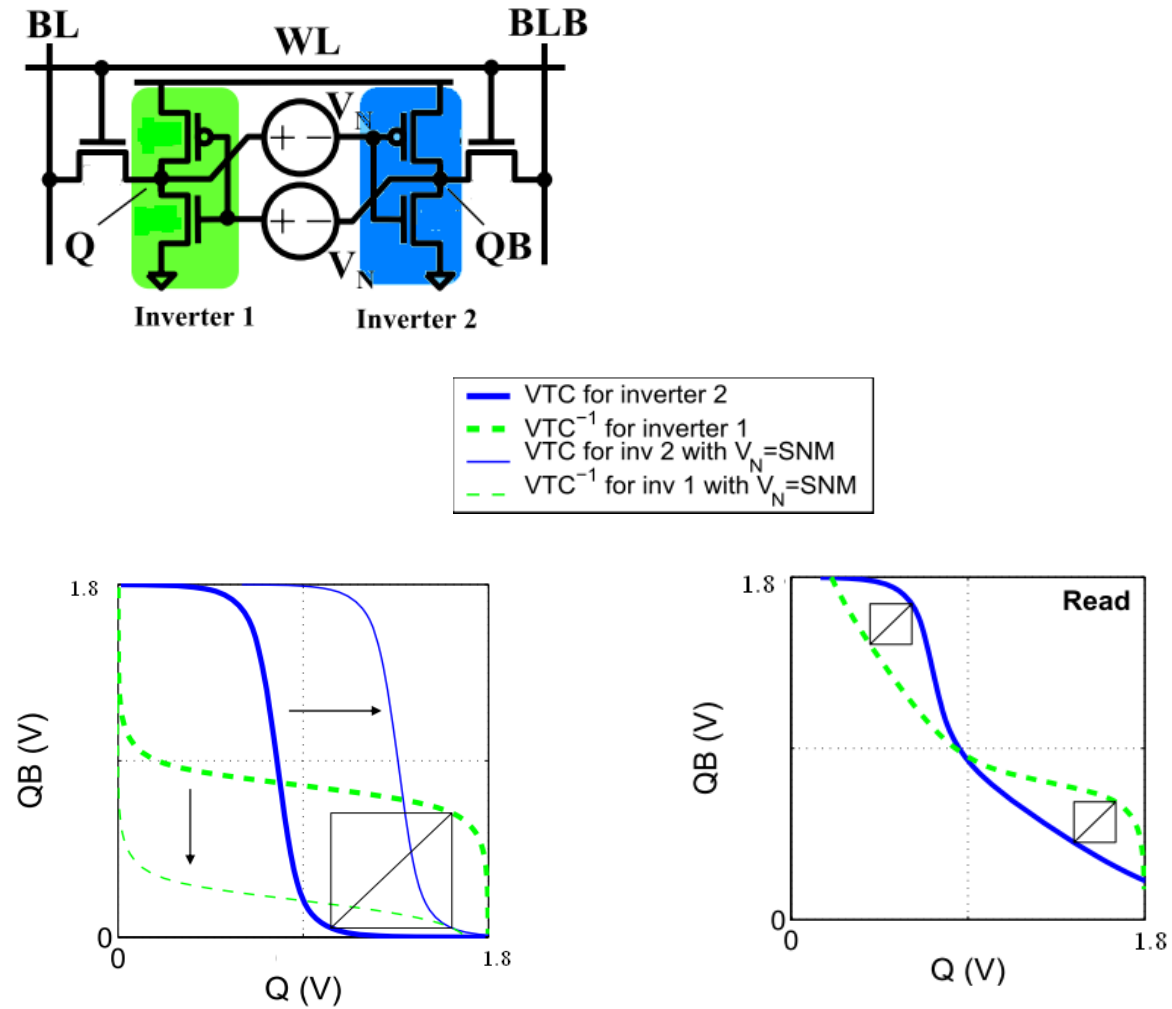 BL
BLB
WL
V_N
+ −
+ −
Q
QB
V_N
Inverter 1
Inverter 2
VTC for inverter 2
VTC⁻¹ for inverter 1
VTC for inv 2 with V_N=SNM
VTC⁻¹ for inv 1 with V_N=SNM
1.8
QB (V)
0
0
1.8
Q (V)
1.8
Read
QB (V)
0
0
1.8
Q (V)